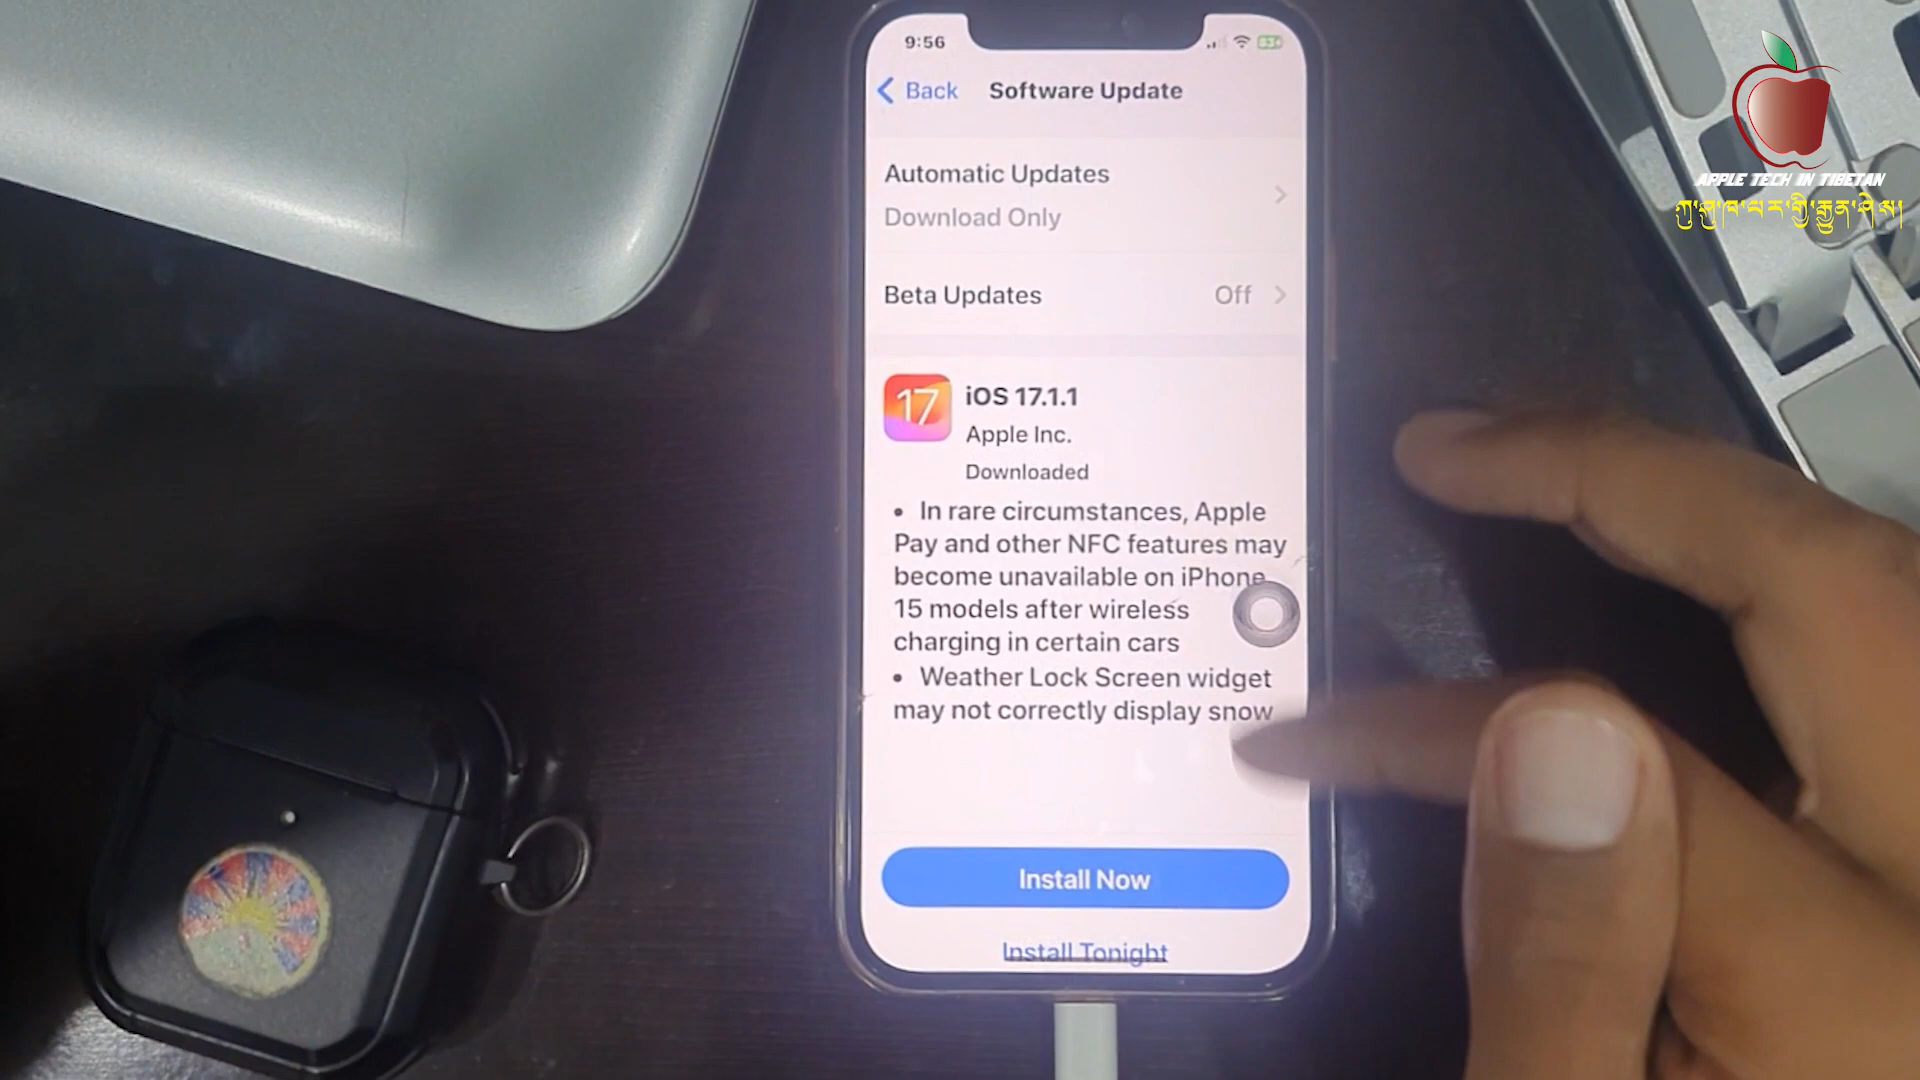 9:56
Back
Software Update
Automatic Updates
Download Only
Beta Updates
Off
17
iOS 17.1.1
Apple Inc.
Downloaded
• In rare circumstances, Apple
Pay and other NFC features may
become unavailable on iPhone
15 models after wireless
charging in certain cars
• Weather Lock Screen widget
may not correctly display snow
Install Now
Install Tonight
APPLE TECH IN TIBETAN
ཀུ་ཤུ་ཁ་པར་གྱི་རྒྱུན་ཤེས།